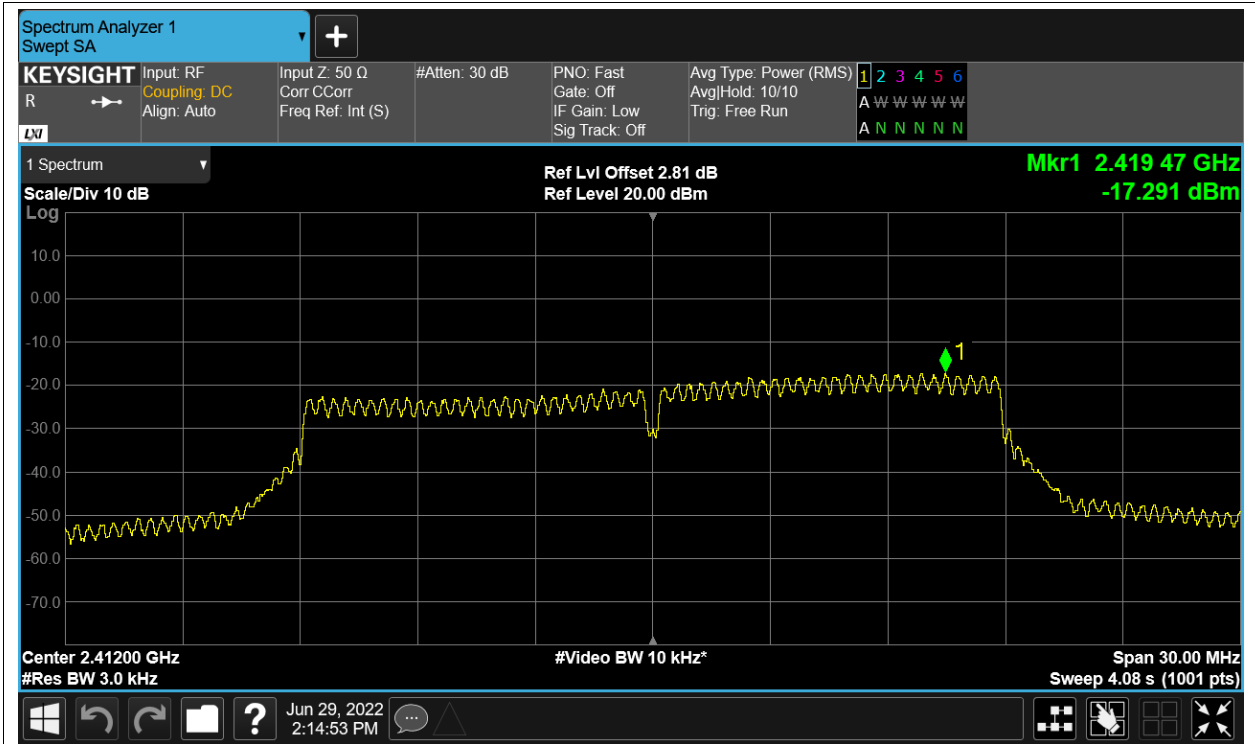 Spectrum Analyzer 1
Swept SA
KEYSIGHT
R
LXI
Input: RF
Coupling: DC
Align: Auto
Input Z: 50 Ω
Corr CCorr
Freq Ref: Int (S)
#Atten: 30 dB
PNO: Fast
Gate: Off
IF Gain: Low
Sig Track: Off
Avg Type: Power (RMS)
Avg|Hold: 10/10
Trig: Free Run
1 2 3 4 5 6
A W W W W W
A N N N N N
1 Spectrum
Scale/Div 10 dB
Log
Ref Lvl Offset 2.81 dB
Ref Level 20.00 dBm
Mkr1 2.419 47 GHz
-17.291 dBm
10.0
0.00
-10.0
-20.0
-30.0
-40.0
-50.0
-60.0
-70.0
1
Center 2.41200 GHz
#Res BW 3.0 kHz
#Video BW 10 kHz*
Span 30.00 MHz
Sweep 4.08 s (1001 pts)
?
Jun 29, 2022
2:14:53 PM